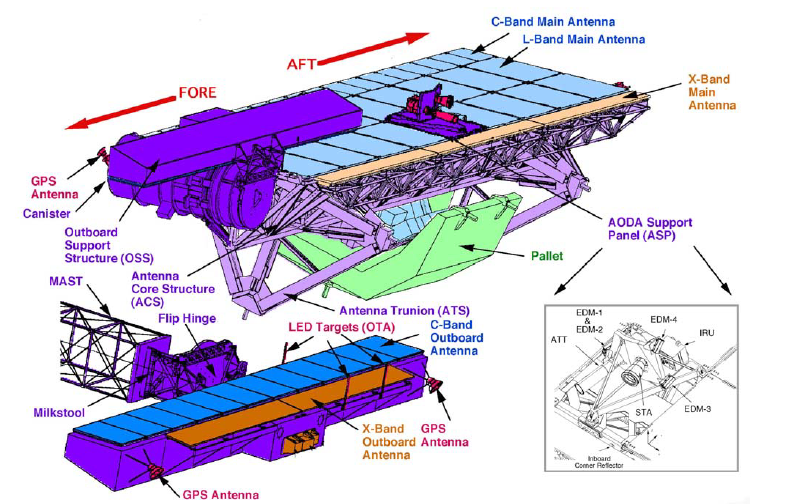 C-Band Main Antenna
L-Band Main Antenna
AFT
X-Band
Main
Antenna
FORE
GPS
Antenna
Canister
Outboard
Support
Structure (OSS)
Antenna
Core Structure
(ACS)
AODA Support
Panel (ASP)
Pallet
MAST
Flip Hinge
Antenna Trunion (ATS)
LED Targets (OTA)
C-Band
Outboard
Antenna
Milkstool
X-Band
Outboard
Antenna
GPS
Antenna
GPS Antenna
EDM-1
&
EDM-2
EDM-4
IRU
ATT
STA
EDM-3
Inboard
Corner Reflector